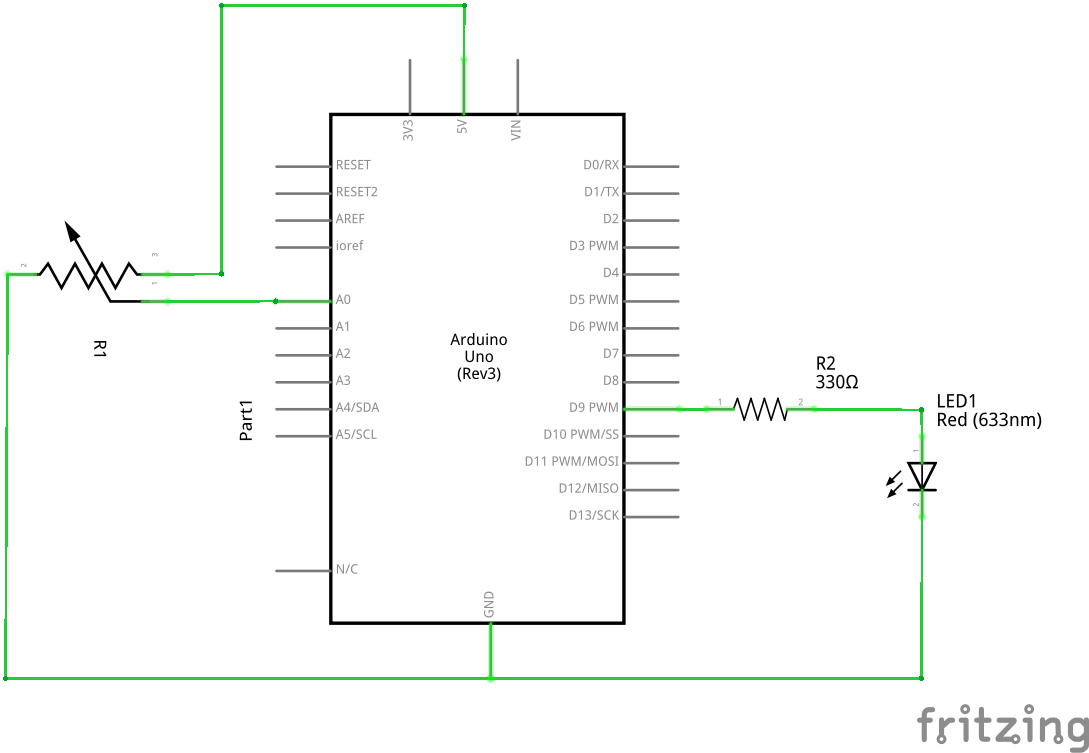 3V3
5V
VIN
RESET
RESET2
AREF
ioref
A0
A1
A2
A3
A4/SDA
A5/SCL
N/C
D0/RX
D1/TX
D2
D3 PWM
D4
D5 PWM
D6 PWM
D7
D8
D9 PWM
D10 PWM/SS
D11 PWM/MOSI
D12/MISO
D13/SCK
GND
Arduino
Uno
(Rev3)
Part1
2
3
1
R1
R2
330Ω
1
2
LED1
Red (633nm)
1
2
fritzing